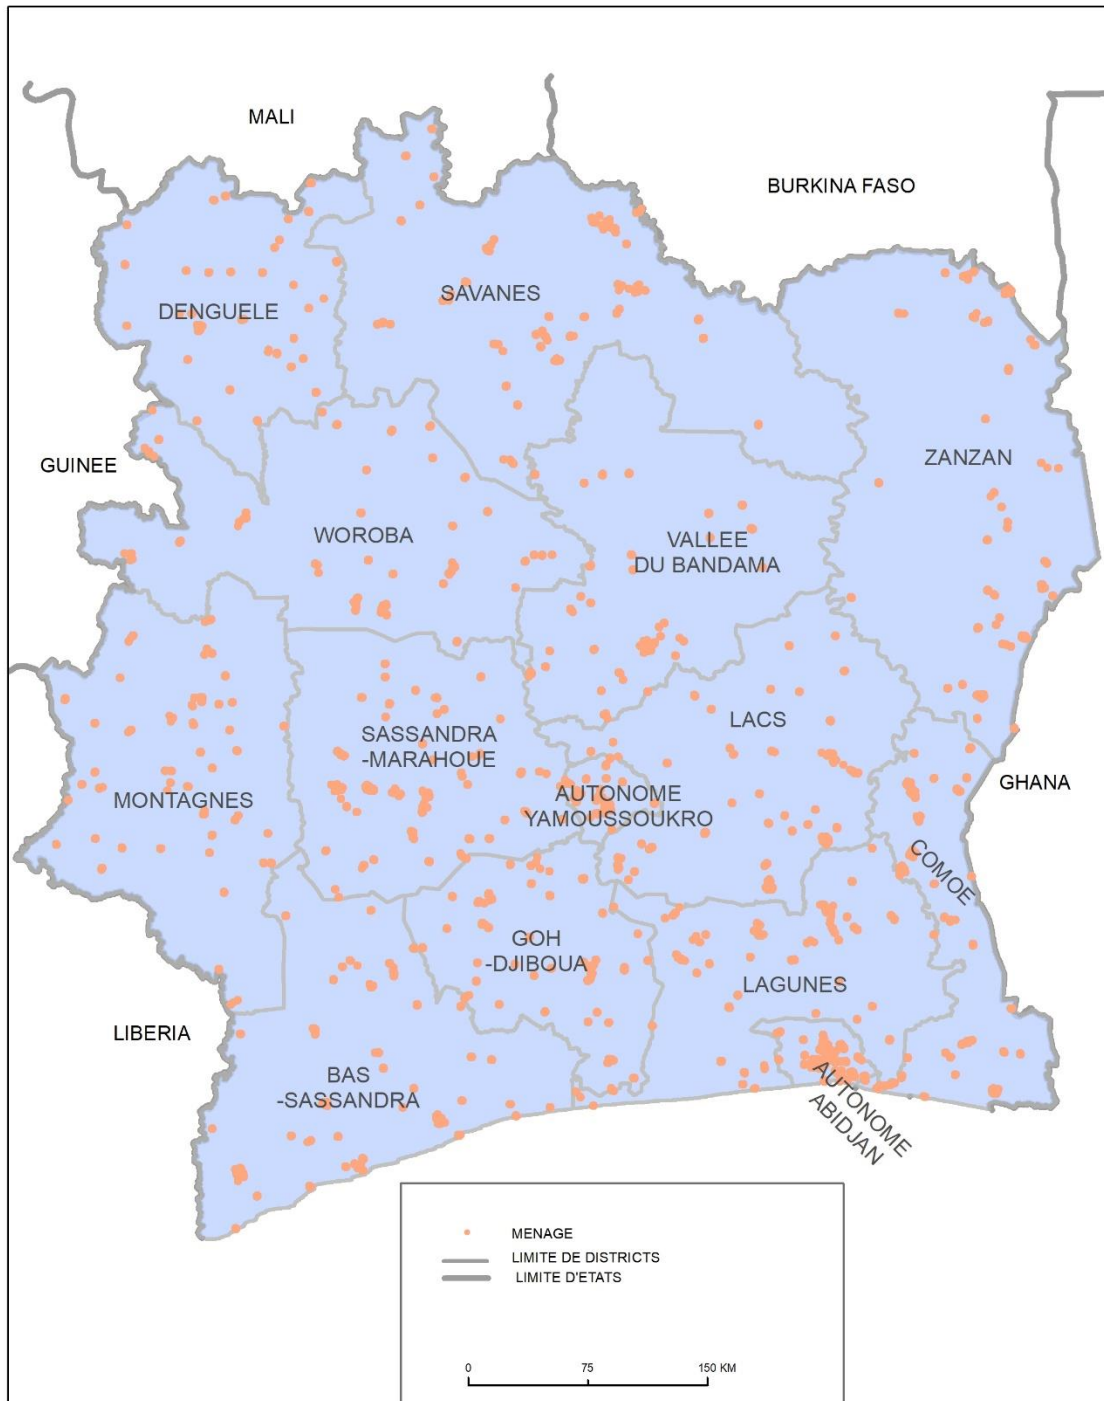 MALI
BURKINA FASO
DENGUELE
SAVANES
GUINEE
ZANZAN
WOROBA
VALLEE
DU BANDAMA
LACS
SASSANDRA
-MARAHOUE
GHANA
MONTAGNES
AUTONOME
YAMOUSSOUKRO
COMOE
GOH
-DJIBOUA
LAGUNES
LIBERIA
BAS
-SASSANDRA
AUTONOME
ABIDJAN
MENAGE
LIMITE DE DISTRICTS
LIMITE D'ETATS
0 75 150 KM